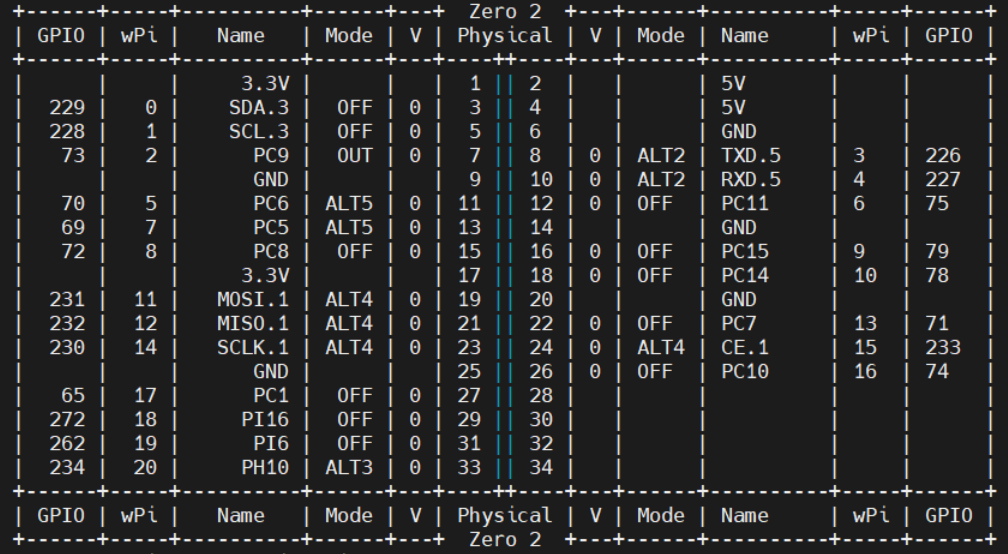 +------+-----+----------+------+---+  Zero 2  +---+------+----------+-----+------+
| GPIO | wPi |   Name   | Mode | V | Physical | V | Mode | Name     | wPi | GPIO |
+------+-----+----------+------+---+----++----+---+------+----------+-----+------+
|      |     |     3.3V |      |   |  1 || 2  |   |      | 5V       |     |      |
|  229 |   0 |    SDA.3 |  OFF | 0 |  3 || 4  |   |      | 5V       |     |      |
|  228 |   1 |    SCL.3 |  OFF | 0 |  5 || 6  |   |      | GND      |     |      |
|   73 |   2 |      PC9 |  OUT | 0 |  7 || 8  | 0 | ALT2 | TXD.5    | 3   | 226  |
|      |     |      GND |      |   |  9 || 10 | 0 | ALT2 | RXD.5    | 4   | 227  |
|   70 |   5 |      PC6 | ALT5 | 0 | 11 || 12 | 0 | OFF  | PC11     | 6   | 75   |
|   69 |   7 |      PC5 | ALT5 | 0 | 13 || 14 |   |      | GND      |     |      |
|   72 |   8 |      PC8 |  OFF | 0 | 15 || 16 | 0 | OFF  | PC15     | 9   | 79   |
|      |     |     3.3V |      |   | 17 || 18 | 0 | OFF  | PC14     | 10  | 78   |
|  231 |  11 |   MOSI.1 | ALT4 | 0 | 19 || 20 |   |      | GND      |     |      |
|  232 |  12 |   MISO.1 | ALT4 | 0 | 21 || 22 | 0 | OFF  | PC7      | 13  | 71   |
|  230 |  14 |   SCLK.1 | ALT4 | 0 | 23 || 24 | 0 | ALT4 | CE.1     | 15  | 233  |
|      |     |      GND |      |   | 25 || 26 | 0 | OFF  | PC10     | 16  | 74   |
|   65 |  17 |      PC1 |  OFF | 0 | 27 || 28 |   |      |          |     |      |
|  272 |  18 |     PI16 |  OFF | 0 | 29 || 30 |   |      |          |     |      |
|  262 |  19 |      PI6 |  OFF | 0 | 31 || 32 |   |      |          |     |      |
|  234 |  20 |     PH10 | ALT3 | 0 | 33 || 34 |   |      |          |     |      |
+------+-----+----------+------+---+----++----+---+------+----------+-----+------+
| GPIO | wPi |   Name   | Mode | V | Physical | V | Mode | Name     | wPi | GPIO |
+------+-----+----------+------+---+  Zero 2  +---+------+----------+-----+------+